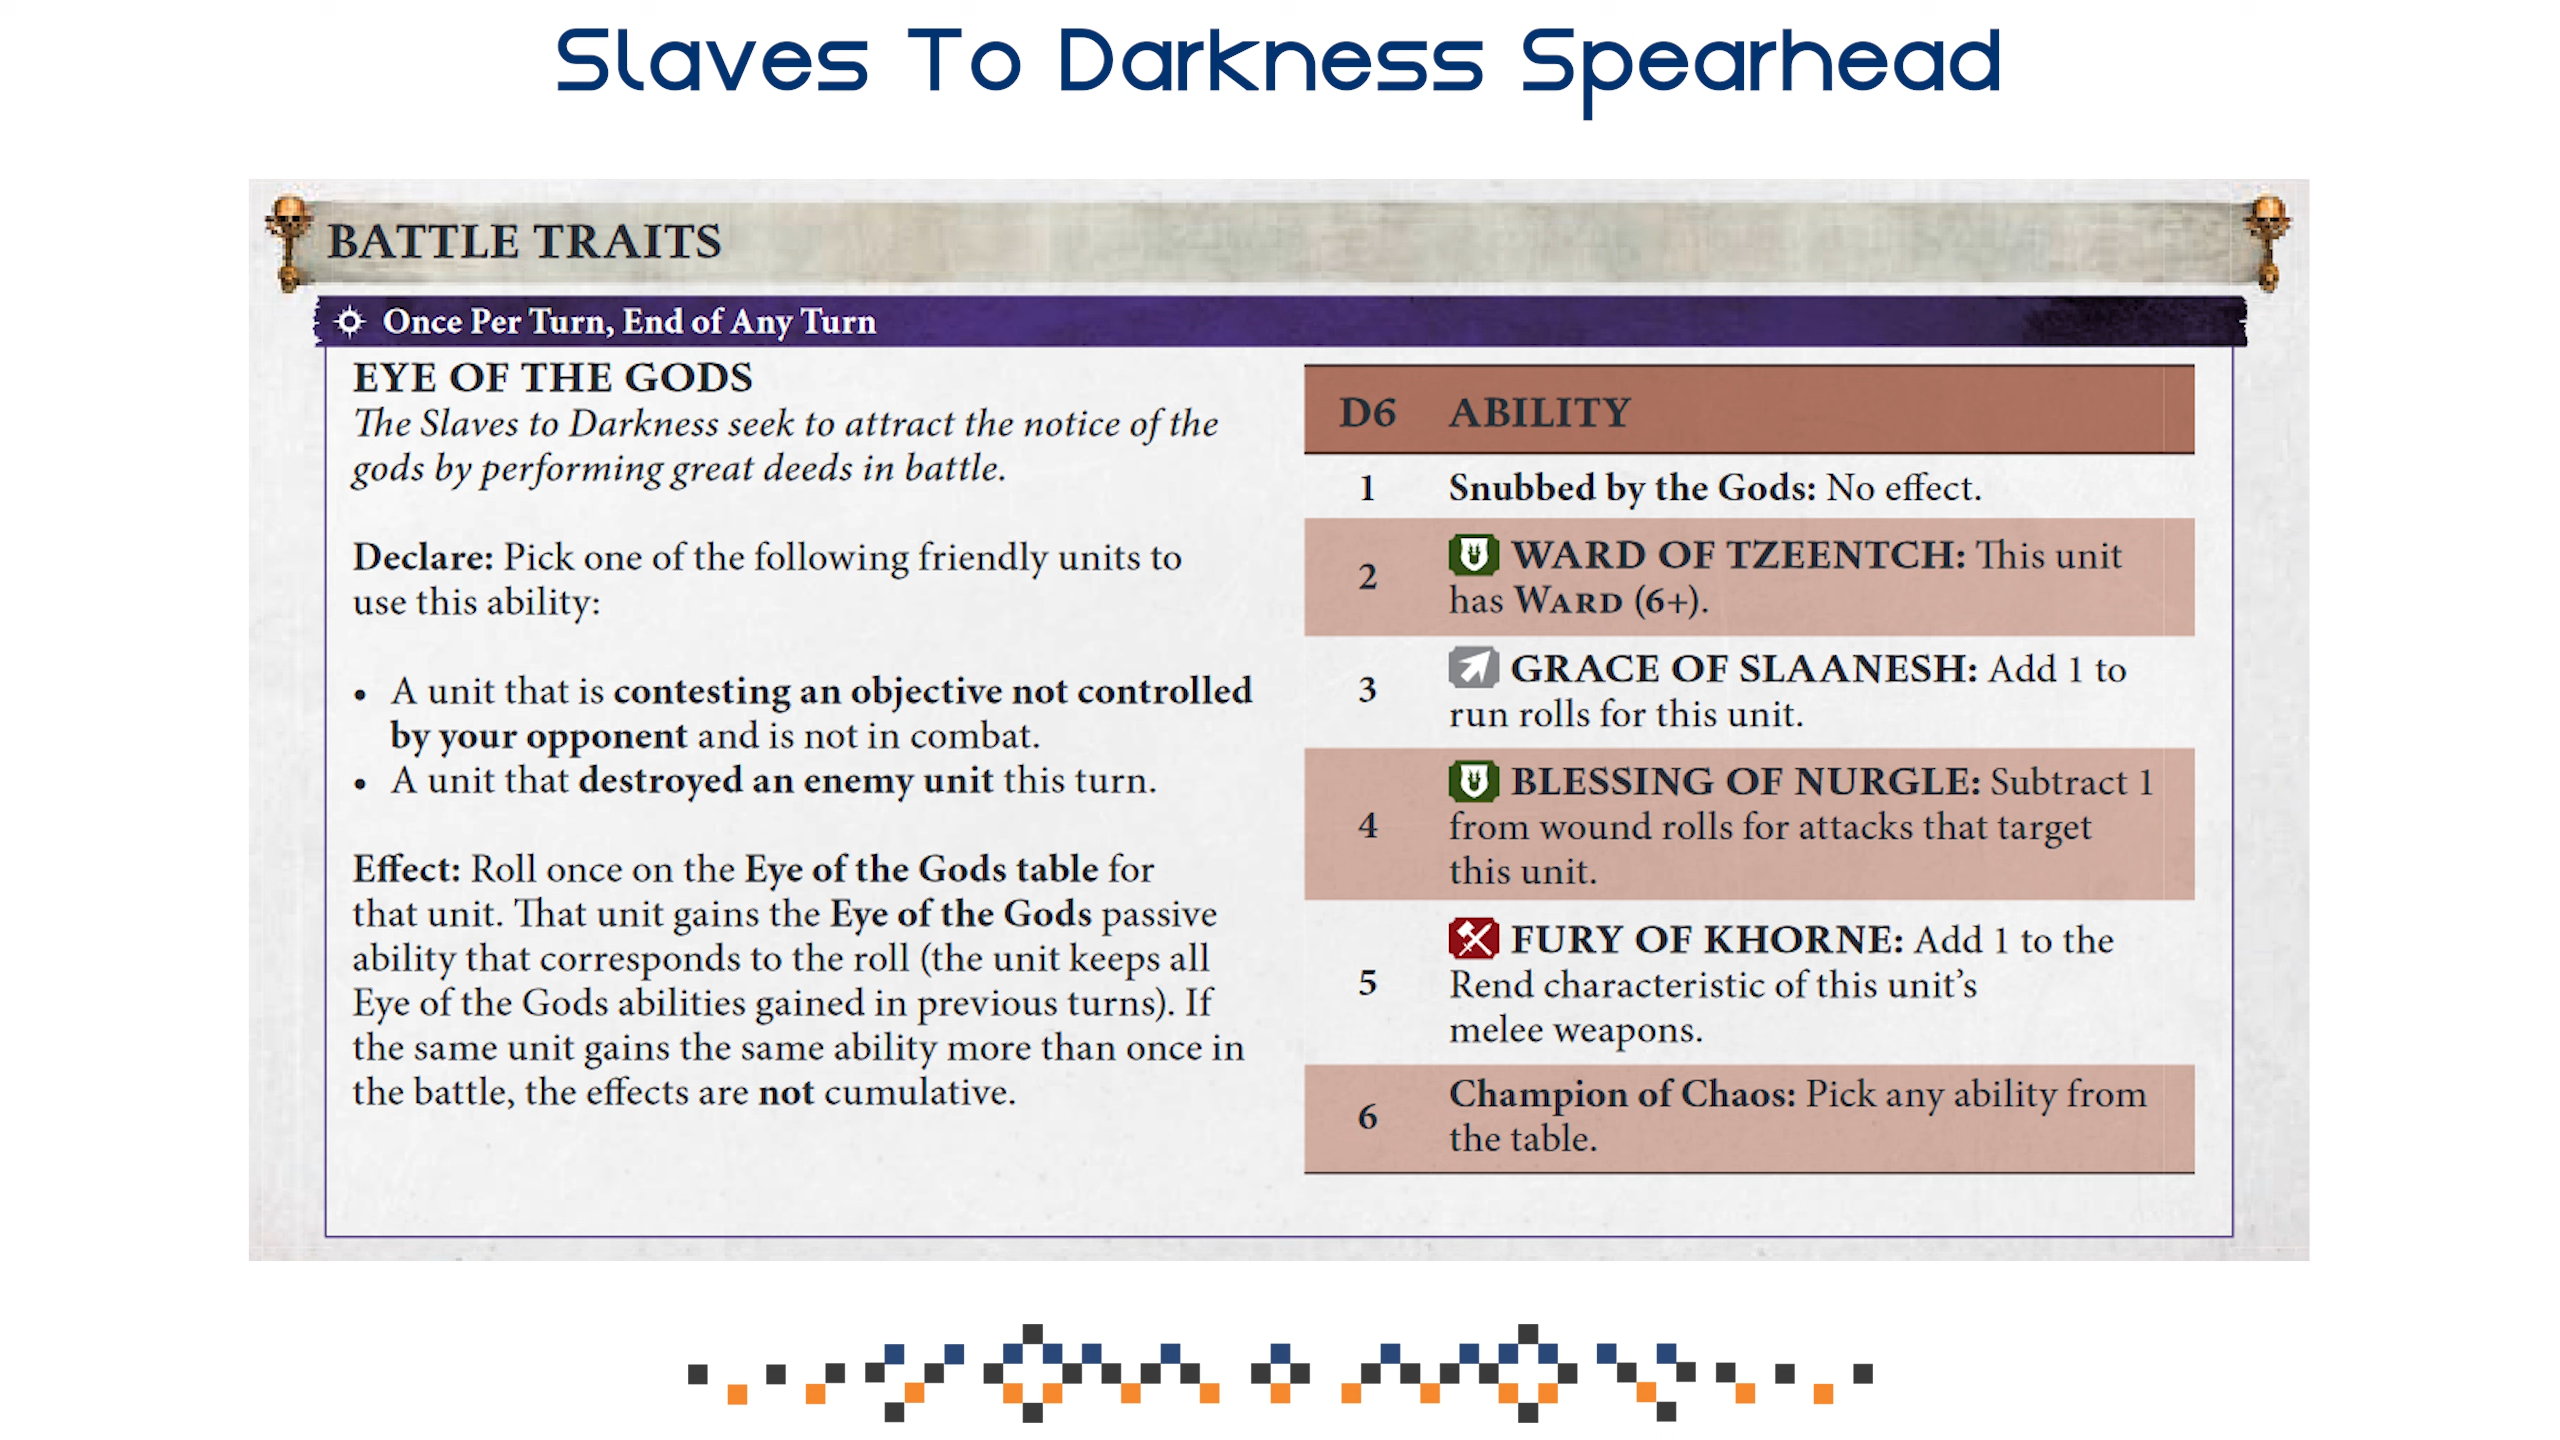 Slaves To Darkness Spearhead
BATTLE TRAITS
Once Per Turn, End of Any Turn
EYE OF THE GODS
The Slaves to Darkness seek to attract the notice of the
gods by performing great deeds in battle.
Declare: Pick one of the following friendly units to
use this ability:
• A unit that is contesting an objective not controlled
by your opponent and is not in combat.
• A unit that destroyed an enemy unit this turn.
Effect: Roll once on the Eye of the Gods table for
that unit. That unit gains the Eye of the Gods passive
ability that corresponds to the roll (the unit keeps all
Eye of the Gods abilities gained in previous turns). If
the same unit gains the same ability more than once in
the battle, the effects are not cumulative.
D6 ABILITY
1 Snubbed by the Gods: No effect.
2 WARD OF TZEENTCH: This unit
has WARD (6+).
3 GRACE OF SLAANESH: Add 1 to
run rolls for this unit.
4 BLESSING OF NURGLE: Subtract 1
from wound rolls for attacks that target
this unit.
5 FURY OF KHORNE: Add 1 to the
Rend characteristic of this unit's
melee weapons.
6 Champion of Chaos: Pick any ability from
the table.